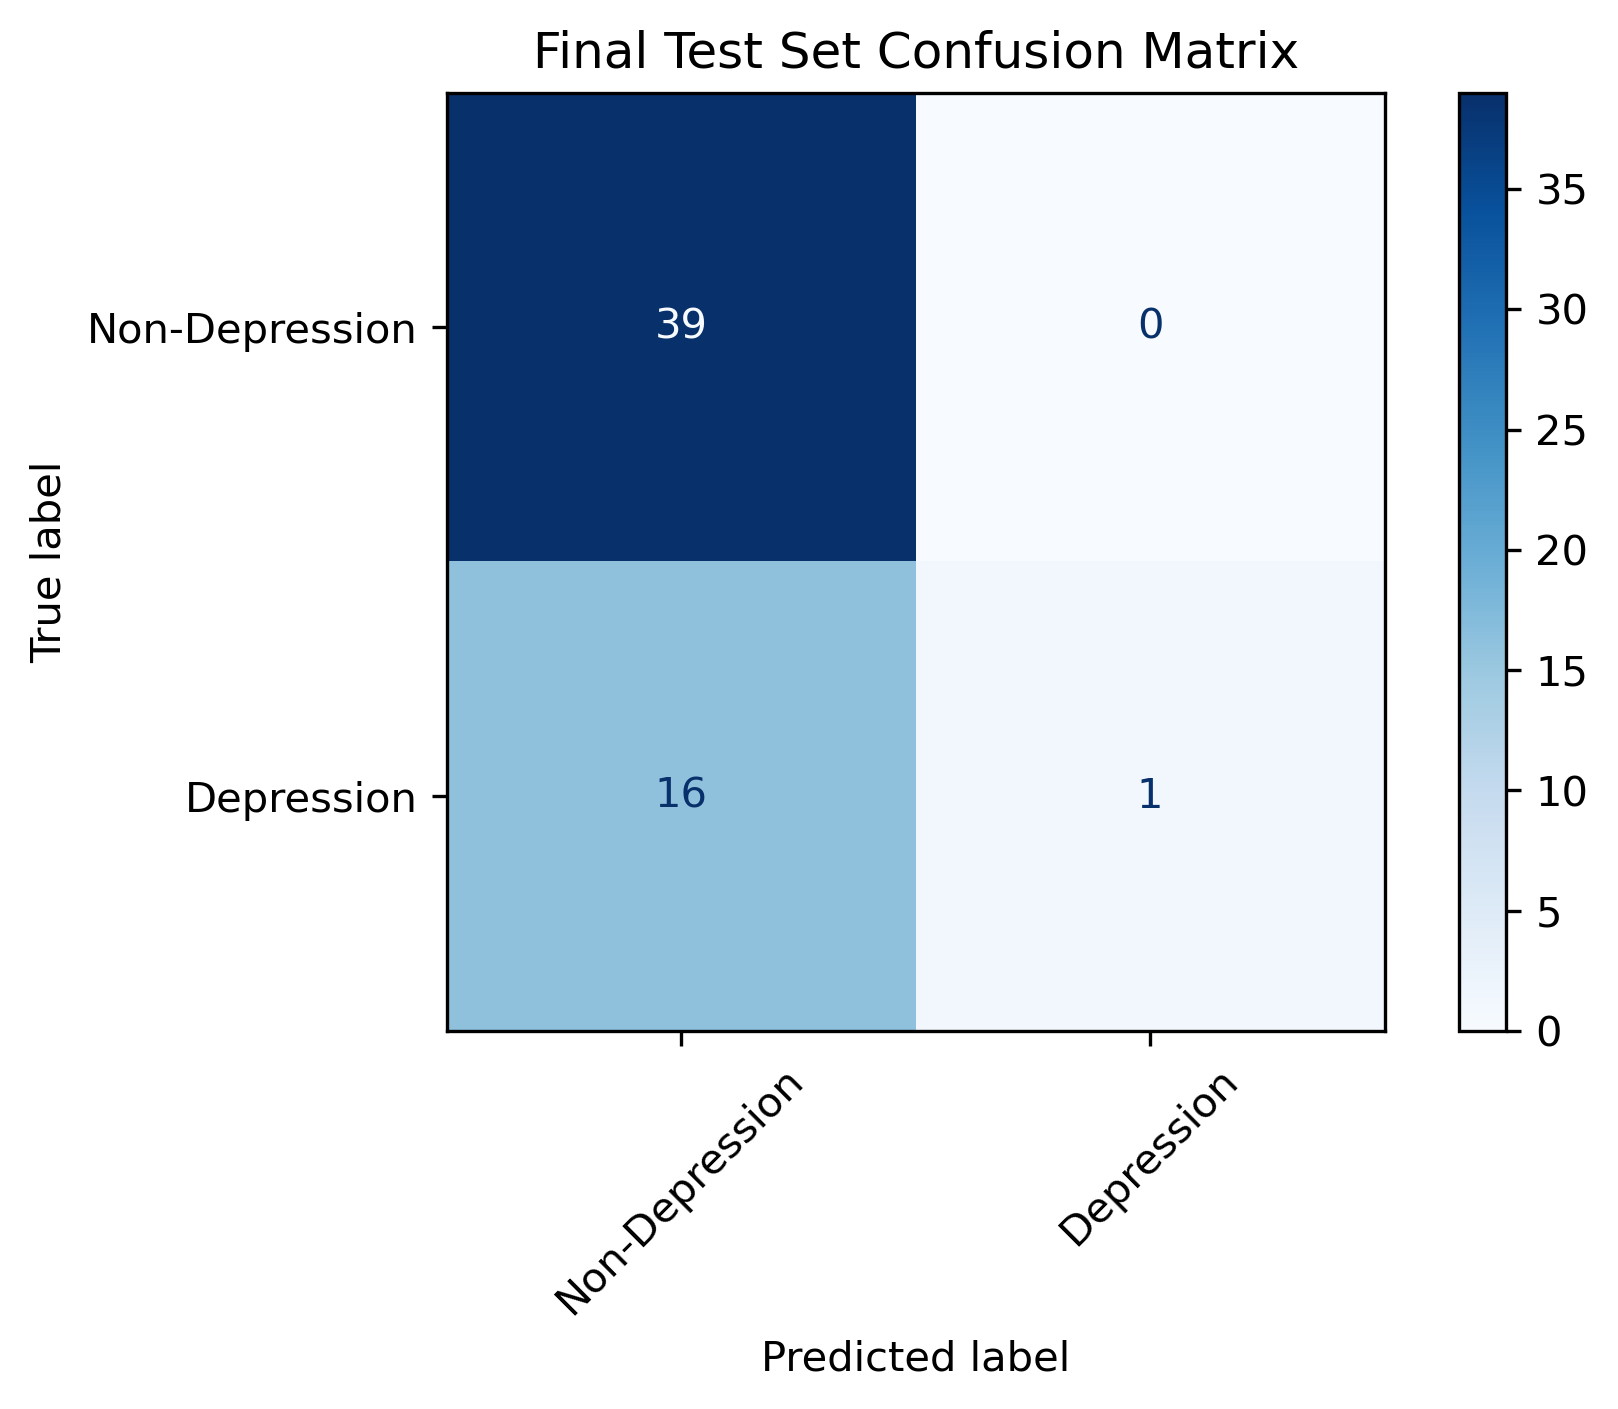 Final Test Set Confusion Matrix
True label
Non-Depression
Depression
39
0
16
1
Non-Depression
Depression
Predicted label
35
30
25
20
15
10
5
0